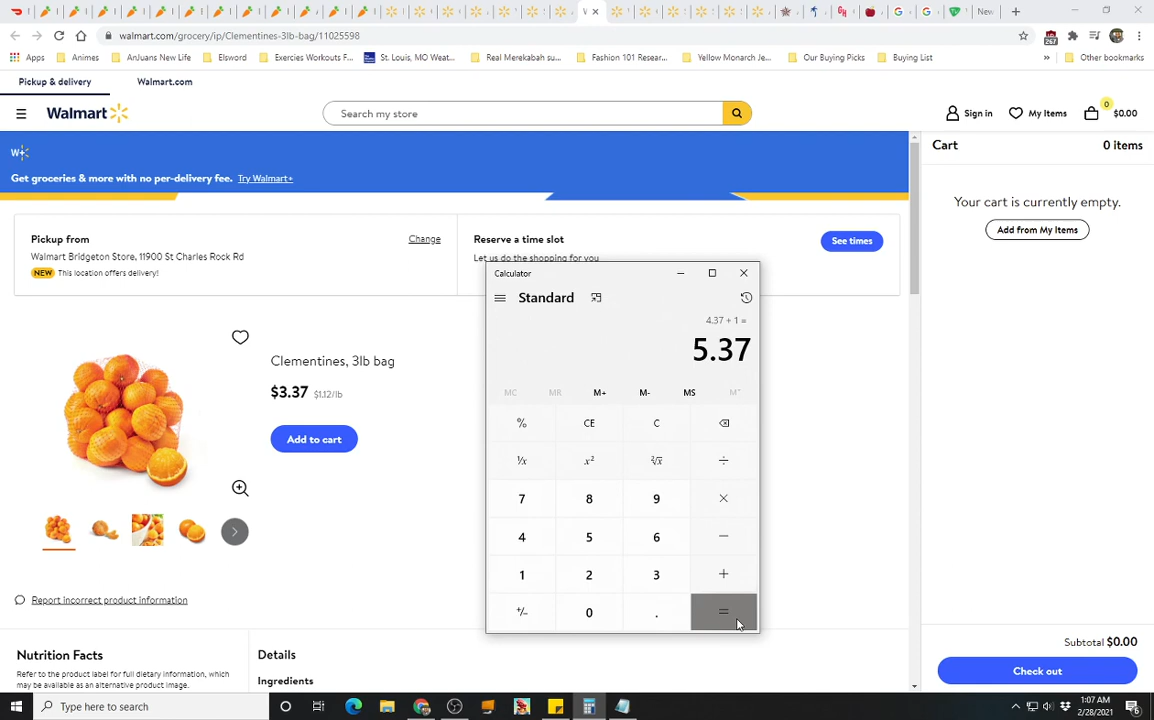 walmart.com/grocery/ip/Clementines-3lb-bag/11025598
267
Apps Animes AnJuans New Life Elsword Exercies Workouts F... St. Louis, MO Weat... Real Merekabah su... Fashion 101 Resear... Yellow Monarch Je... Our Buying Picks Buying List » Other bookmarks
Pickup & delivery Walmart.com
Walmart Search my store Sign in My Items 0 $0.00
W+
Get groceries & more with no per-delivery fee. Try Walmart+
Cart 0 items
Your cart is currently empty.
Add from My Items
Pickup from Change
Walmart Bridgeton Store, 11900 St Charles Rock Rd
NEW This location offers delivery!
Reserve a time slot See times
Let us do the shopping for you
Clementines, 3lb bag
$3.37 $1.12/lb
Add to cart
Calculator
Standard
4.37 + 1 =
5.37
MC MR M+ M- MS M˅
% CE C
¹/x x² ²√x ÷
7 8 9 ×
4 5 6 −
1 2 3 +
+/− 0 . =
Report incorrect product information
Nutrition Facts
Refer to the product label for full dietary information, which
may be available as an alternative product image.
Details
Ingredients
Subtotal $0.00
Check out
Type here to search
1:07 AM
2/28/2021
6